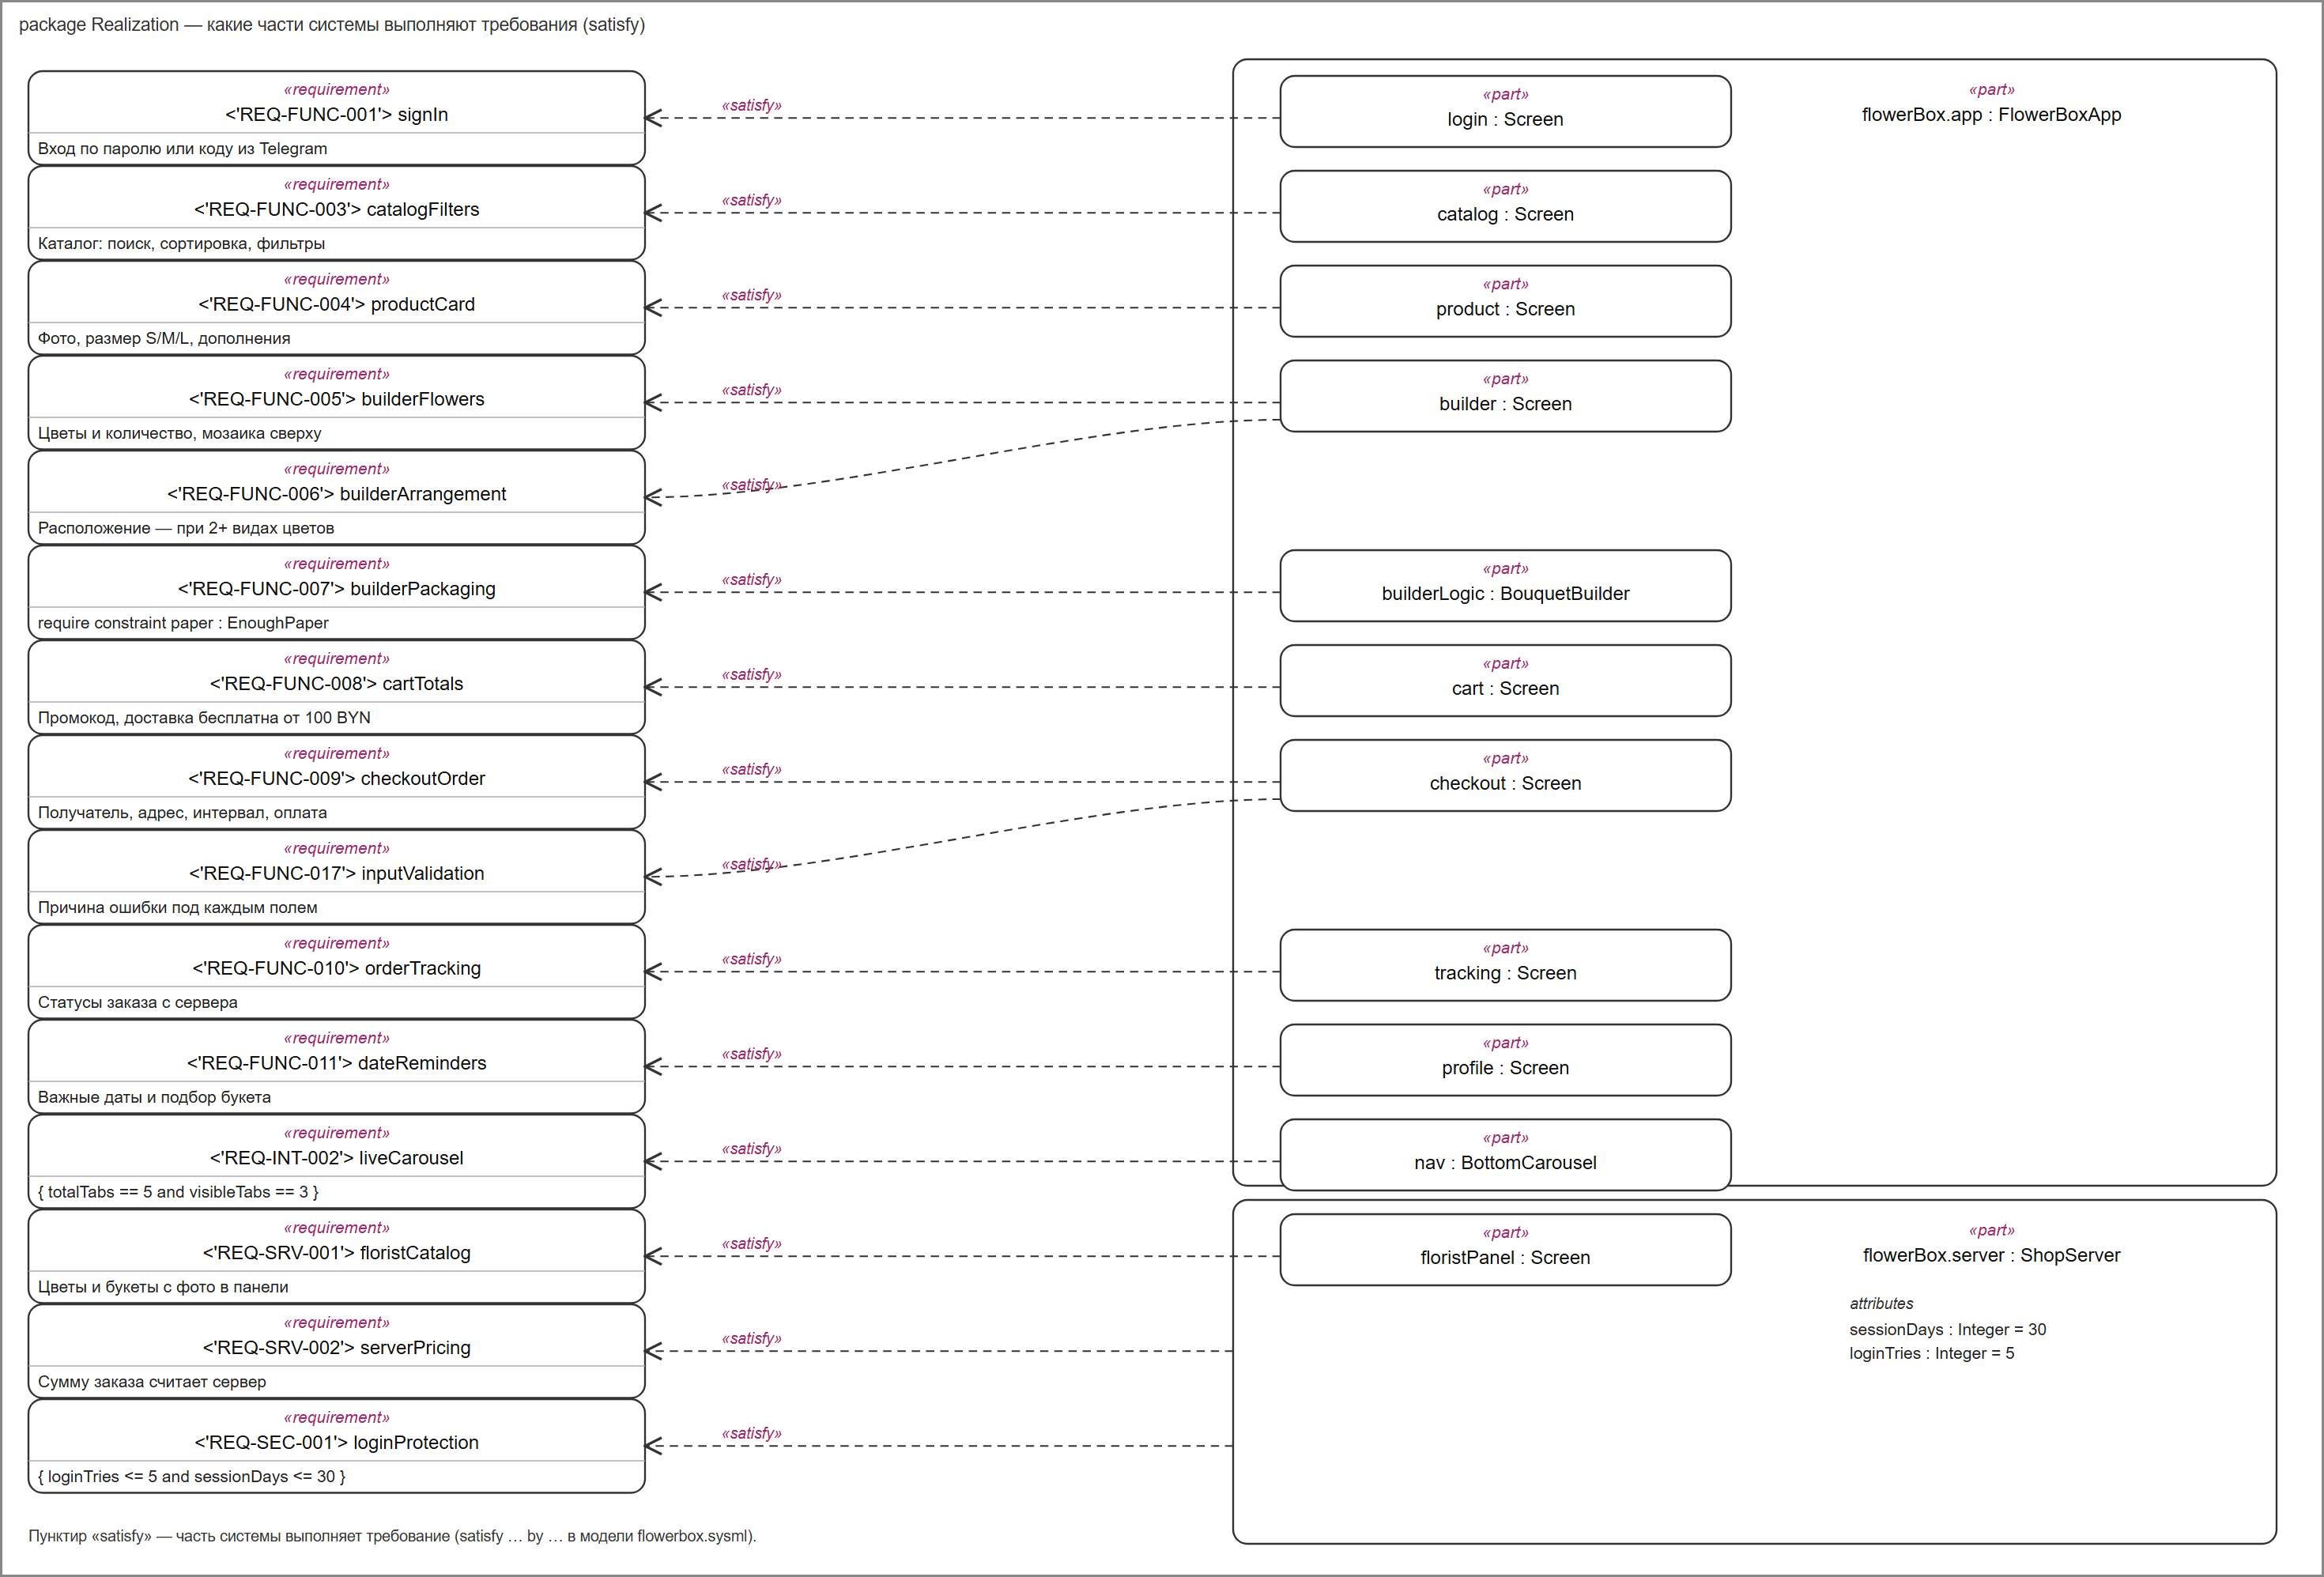 package Realization — какие части системы выполняют требования (satisfy)
«requirement»
<'REQ-FUNC-001'> signIn
Вход по паролю или коду из Telegram
«satisfy»
«part»
login : Screen
«part»
flowerBox.app : FlowerBoxApp
«requirement»
<'REQ-FUNC-003'> catalogFilters
Каталог: поиск, сортировка, фильтры
«satisfy»
«part»
catalog : Screen
«requirement»
<'REQ-FUNC-004'> productCard
Фото, размер S/M/L, дополнения
«satisfy»
«part»
product : Screen
«requirement»
<'REQ-FUNC-005'> builderFlowers
Цветы и количество, мозаика сверху
«satisfy»
«part»
builder : Screen
«requirement»
<'REQ-FUNC-006'> builderArrangement
Расположение — при 2+ видах цветов
«satisfy»
«requirement»
<'REQ-FUNC-007'> builderPackaging
require constraint paper : EnoughPaper
«satisfy»
«part»
builderLogic : BouquetBuilder
«requirement»
<'REQ-FUNC-008'> cartTotals
Промокод, доставка бесплатна от 100 BYN
«satisfy»
«part»
cart : Screen
«requirement»
<'REQ-FUNC-009'> checkoutOrder
Получатель, адрес, интервал, оплата
«satisfy»
«part»
checkout : Screen
«requirement»
<'REQ-FUNC-017'> inputValidation
Причина ошибки под каждым полем
«satisfy»
«requirement»
<'REQ-FUNC-010'> orderTracking
Статусы заказа с сервера
«satisfy»
«part»
tracking : Screen
«requirement»
<'REQ-FUNC-011'> dateReminders
Важные даты и подбор букета
«satisfy»
«part»
profile : Screen
«requirement»
<'REQ-INT-002'> liveCarousel
{ totalTabs == 5 and visibleTabs == 3 }
«satisfy»
«part»
nav : BottomCarousel
«requirement»
<'REQ-SRV-001'> floristCatalog
Цветы и букеты с фото в панели
«satisfy»
«part»
floristPanel : Screen
«part»
flowerBox.server : ShopServer
attributes
sessionDays : Integer = 30
loginTries : Integer = 5
«requirement»
<'REQ-SRV-002'> serverPricing
Сумму заказа считает сервер
«satisfy»
«requirement»
<'REQ-SEC-001'> loginProtection
{ loginTries <= 5 and sessionDays <= 30 }
«satisfy»
Пунктир «satisfy» — часть системы выполняет требование (satisfy … by … в модели flowerbox.sysml).